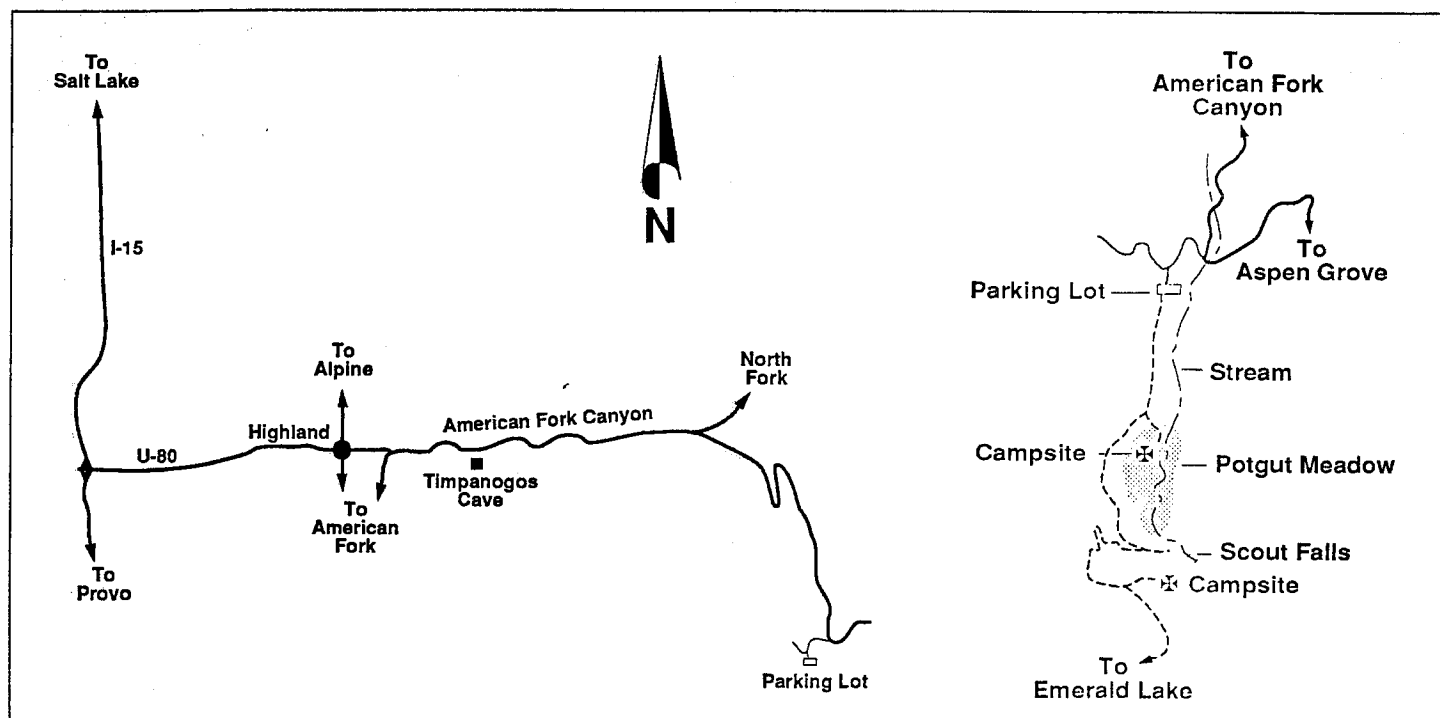 To
Salt Lake
I-15
To
Alpine
Highland
U-80
American Fork Canyon
Timpanogos
Cave
To
American
Fork
To
Provo
North
Fork
Parking Lot
N
To
American Fork
Canyon
To
Aspen Grove
Parking Lot
Stream
Campsite
Potgut Meadow
Scout Falls
Campsite
To
Emerald Lake